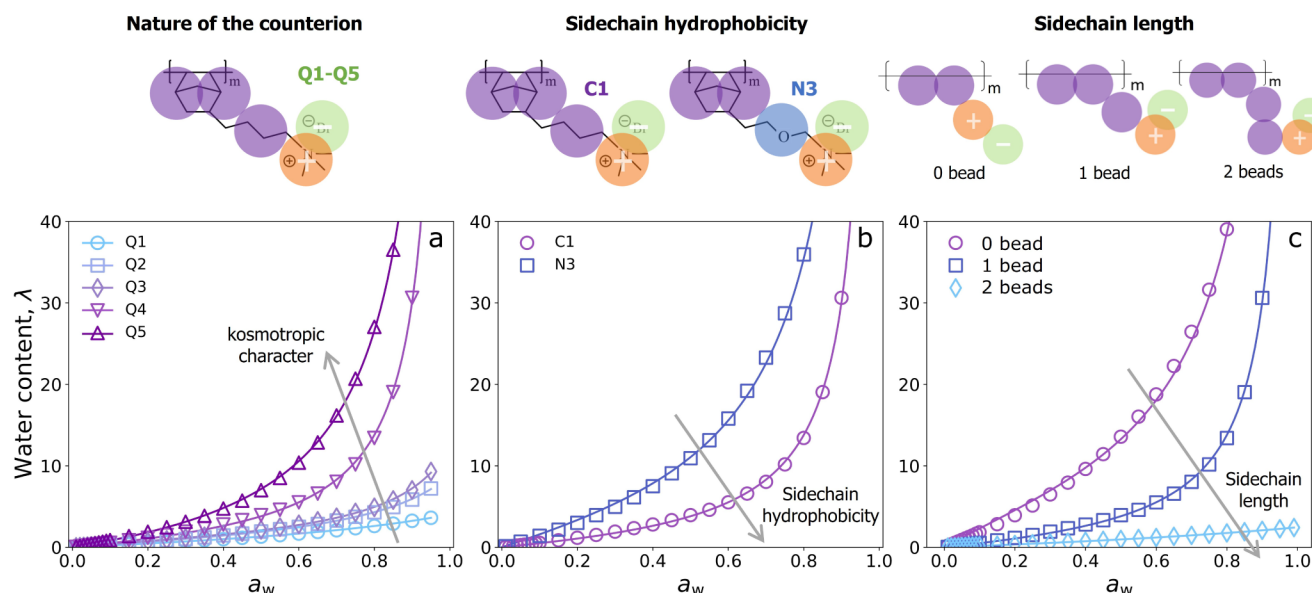 Nature of the counterion
Sidechain hydrophobicity
Sidechain length
m
Q1-Q5
Br
N
m
C1
Br
N
m
N3
O
Br
N
m
0 bead
m
1 bead
m
2 beads
a
Q1
Q2
Q3
Q4
Q5
kosmotropic
character
Water content, λ
0 10 20 30 40
0.0 0.2 0.4 0.6 0.8 1.0
a_w
b
C1
N3
Sidechain
hydrophobicity
0 10 20 30 40
0.0 0.2 0.4 0.6 0.8 1.0
a_w
c
0 bead
1 bead
2 beads
Sidechain
length
0 10 20 30 40
0.0 0.2 0.4 0.6 0.8 1.0
a_w